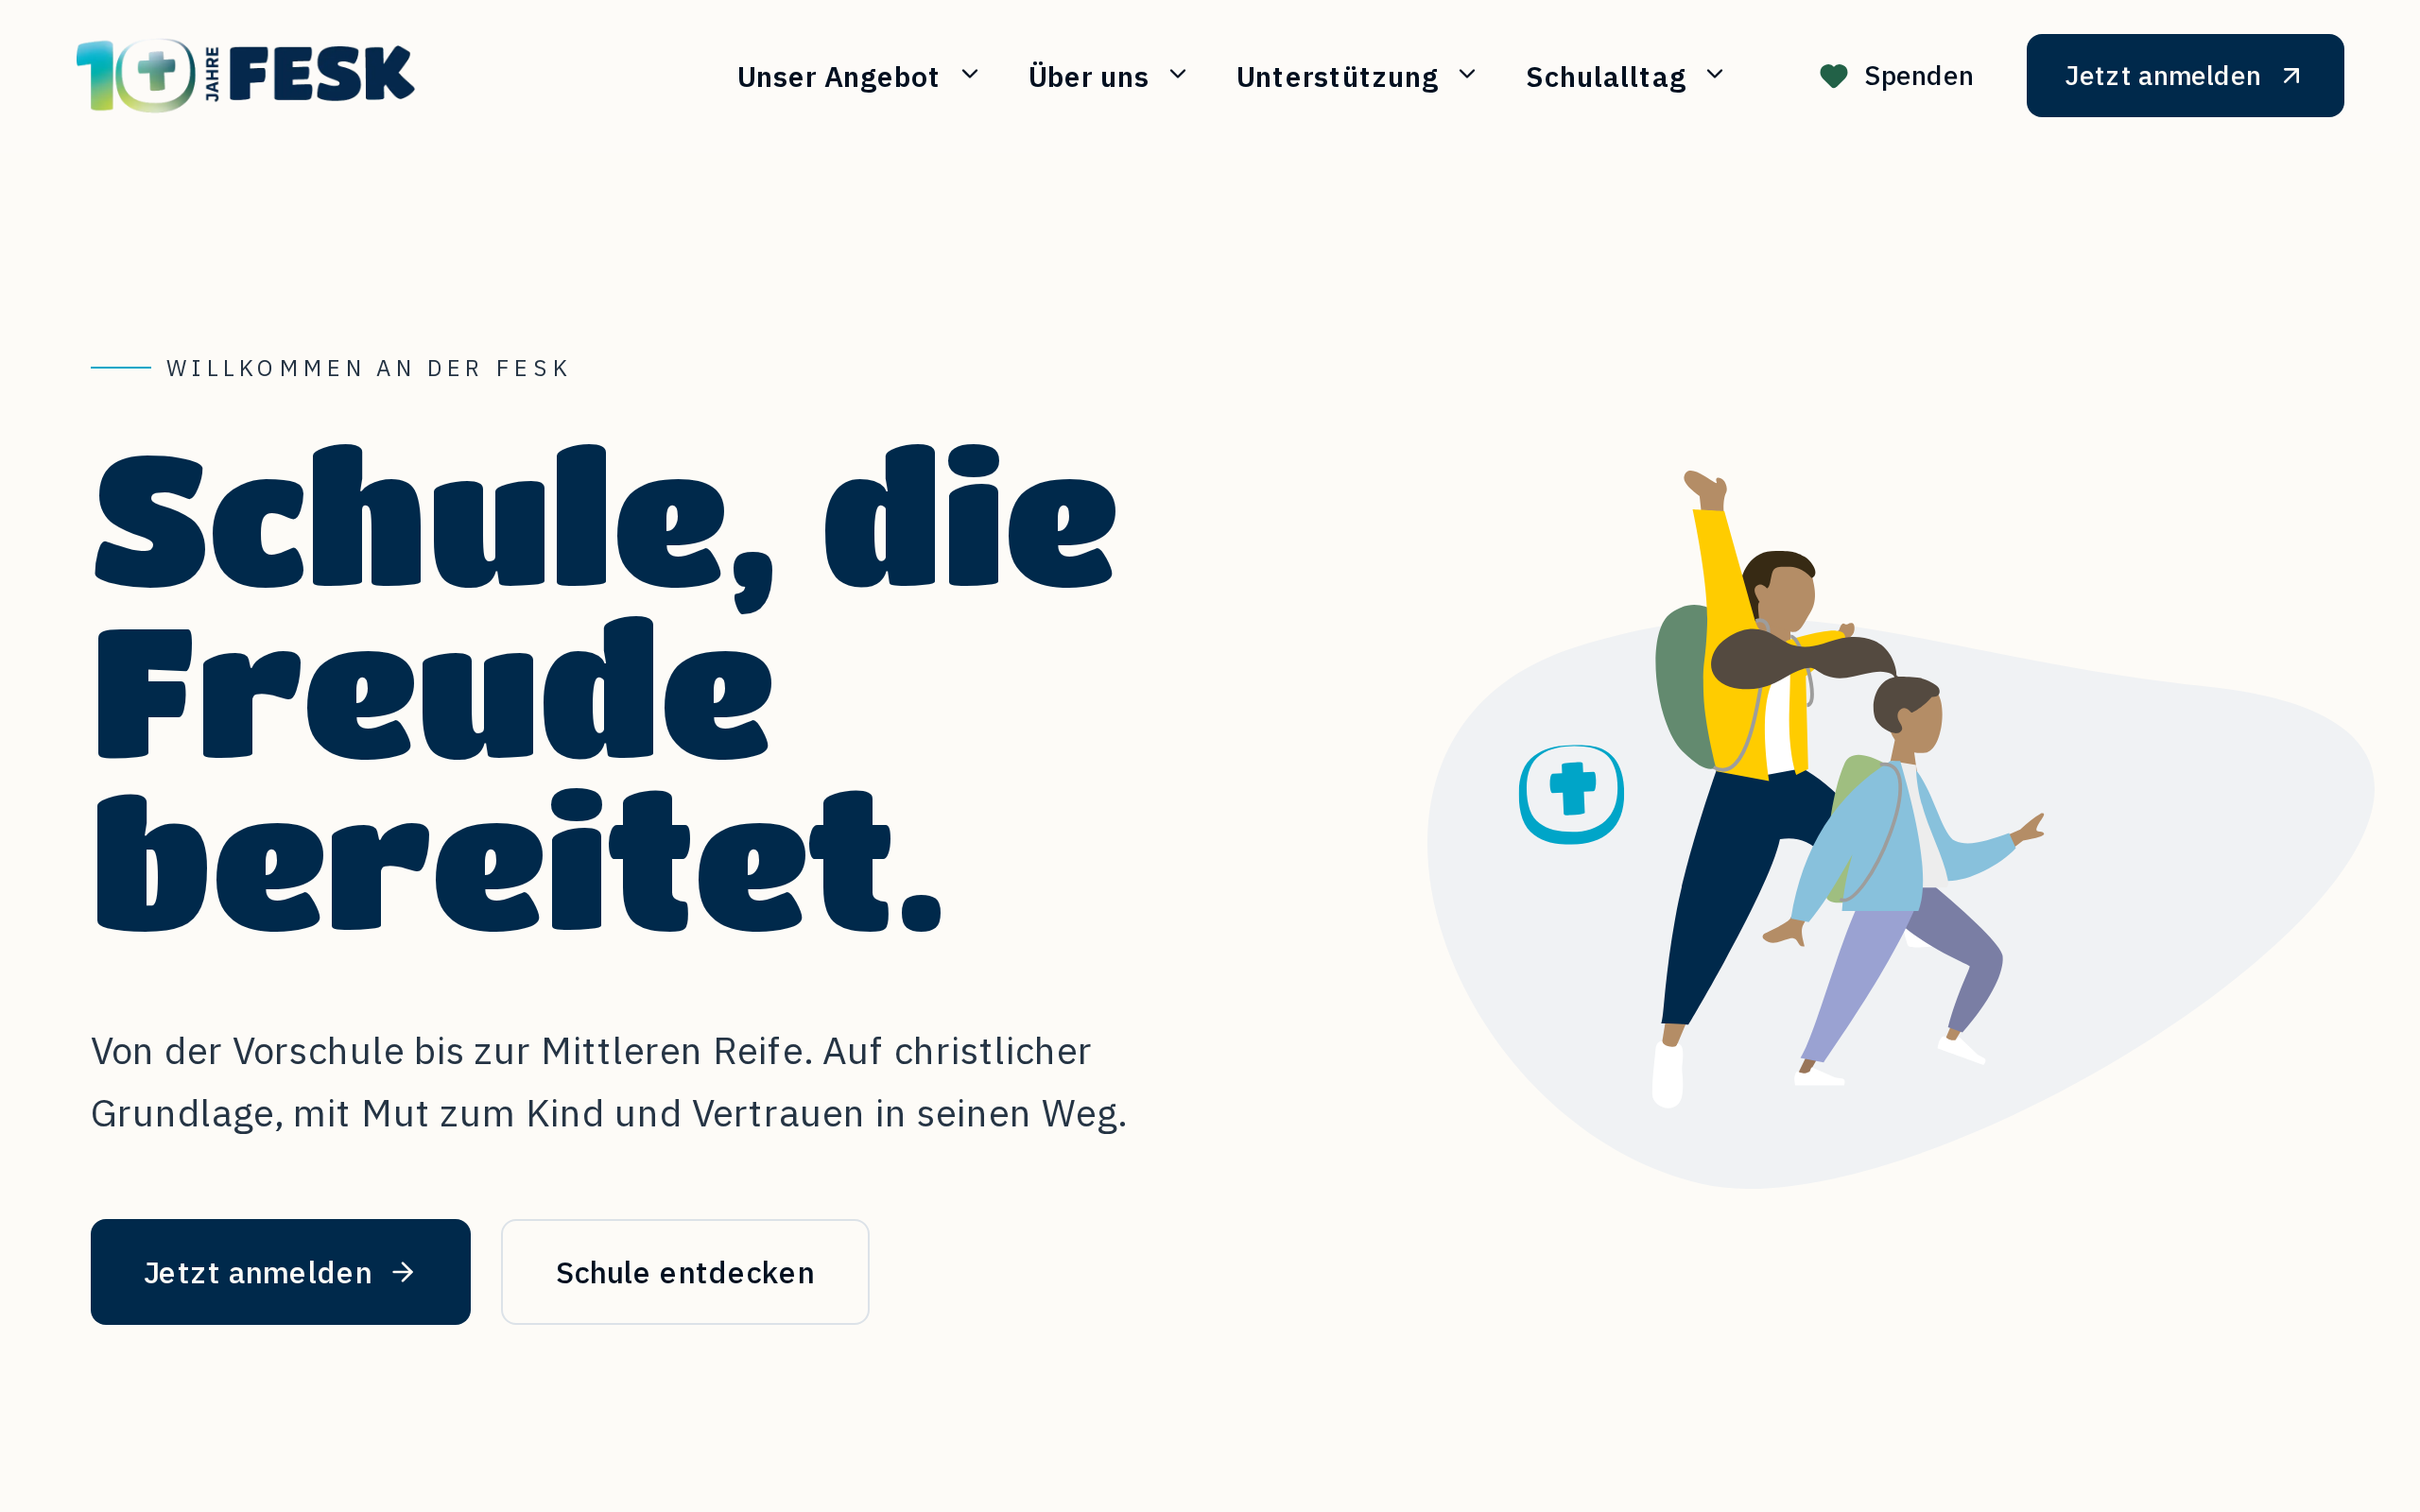 10 JAHRE FESK
Unser Angebot
Über uns
Unterstützung
Schulalltag
Spenden
Jetzt anmelden
WILLKOMMEN AN DER FESK
Schule, die
Freude
bereitet.
Von der Vorschule bis zur Mittleren Reife. Auf christlicher
Grundlage, mit Mut zum Kind und Vertrauen in seinen Weg.
Jetzt anmelden
Schule entdecken